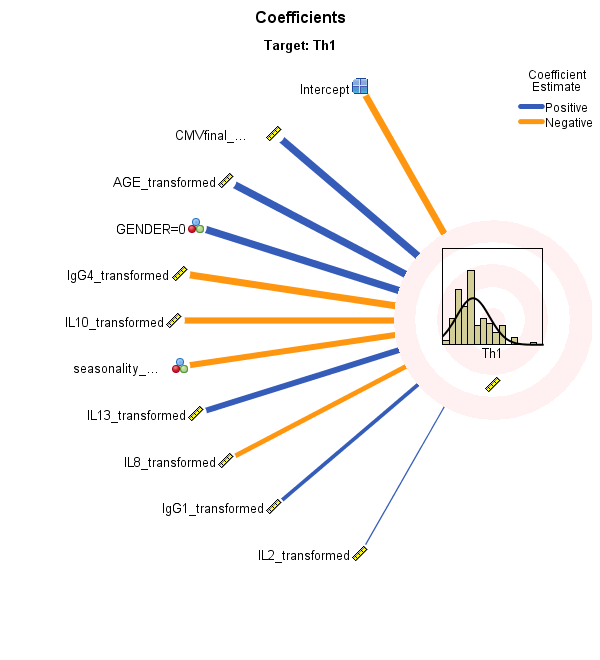 Coefficients
Target: Th1
Coefficient
Estimate
Positive
Negative
Intercept
CMVfinal_...
AGE_transformed
GENDER=0
IgG4_transformed
IL10_transformed
seasonality_...
IL13_transformed
IL8_transformed
IgG1_transformed
IL2_transformed
Th1